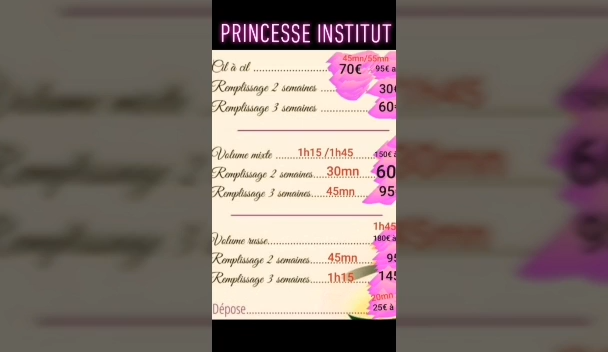 PRINCESSE INSTITUT
45mn/55mn
Cil à cil 70€ 95€ a
Remplissage 2 semaines 30€
Remplissage 3 semaines 60€
Volume mixte 1h15 /1h45 150€ à
Remplissage 2 semaines 30mn 60
Remplissage 3 semaines 45mn 95
1h45
Volume russe 180€ à
Remplissage 2 semaines 45mn 95
Remplissage 3 semaines 1h15 145
20mn
Dépose 25€ à